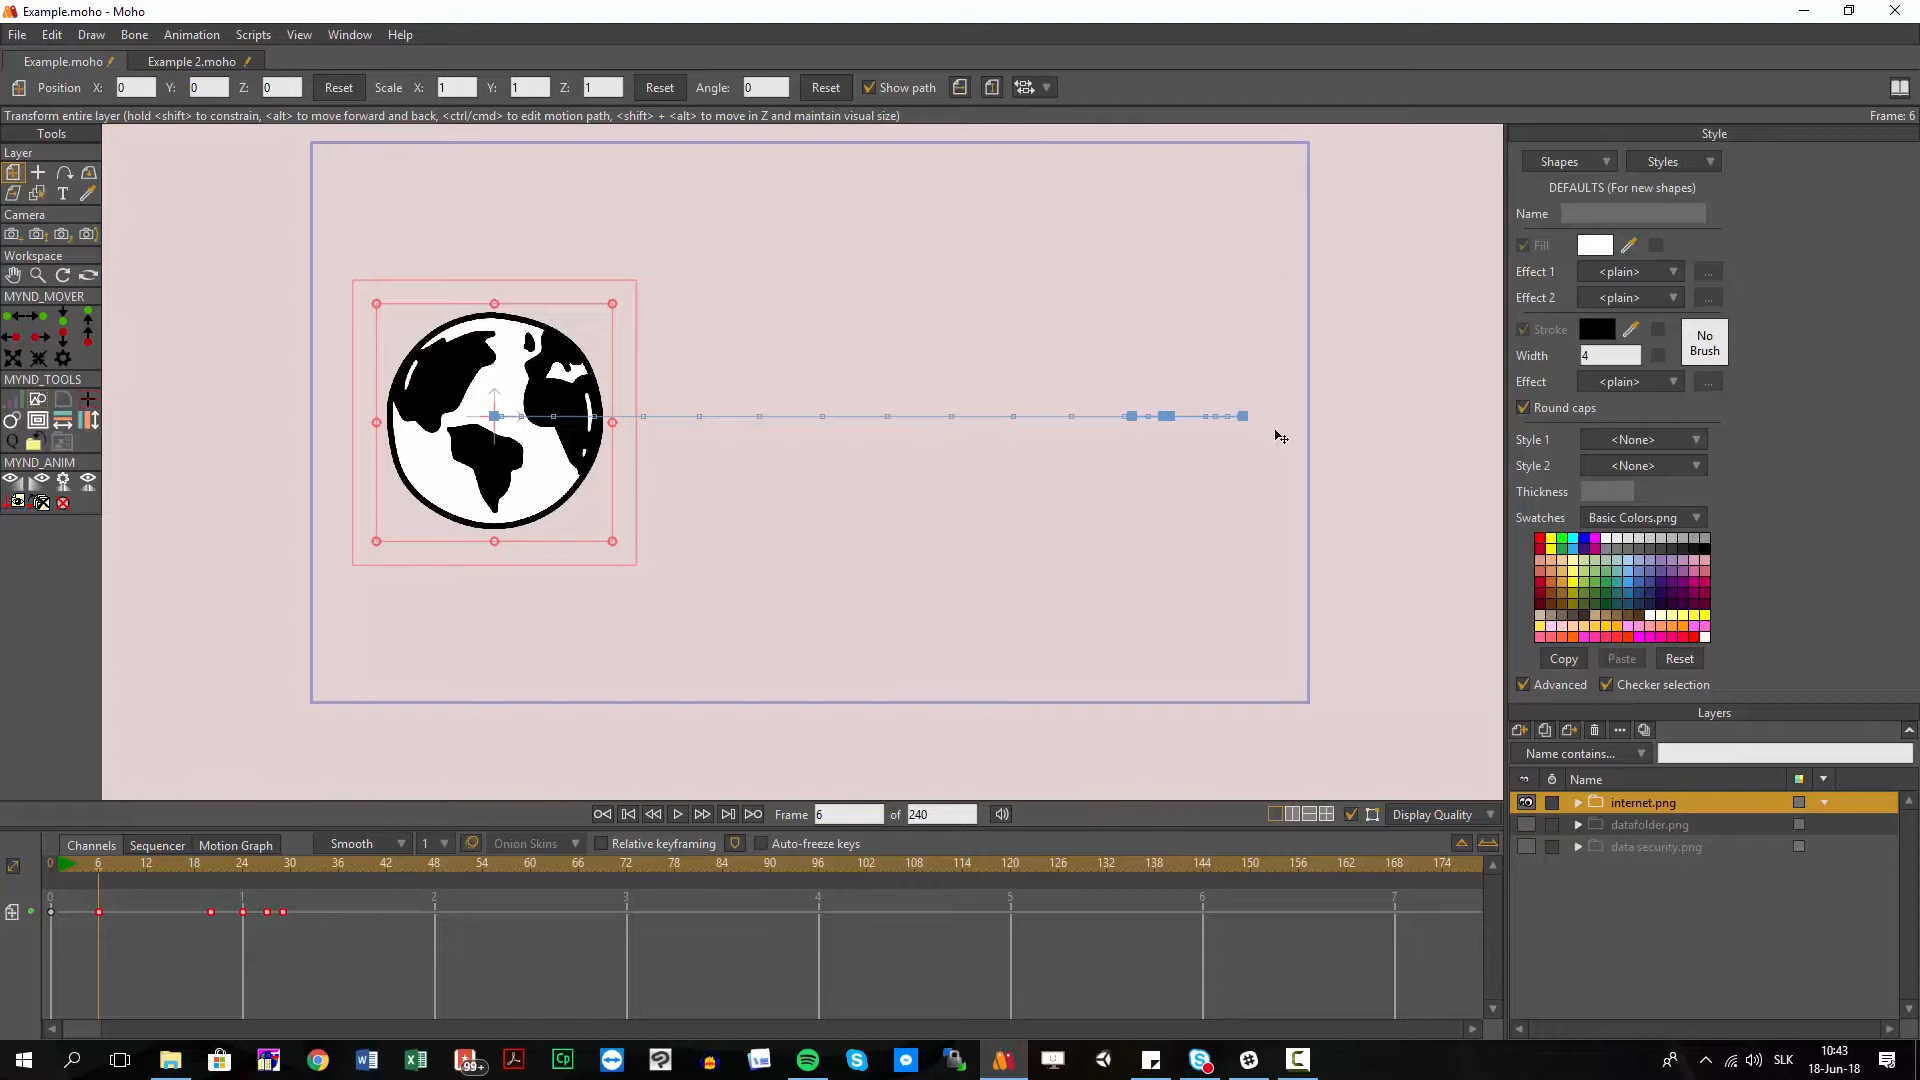 Example.moho - Moho
File Edit Draw Bone Animation Scripts View Window Help
Example.moho Example 2.moho
Position X: 0 Y: 0 Z: 0 Reset Scale X: 1 Y: 1 Z: 1 Reset Angle: 0 Reset Show path
Transform entire layer (hold <shift> to constrain, <alt> to move forward and back, <ctrl/cmd> to edit motion path, <shift> + <alt> to move in Z and maintain visual size) Frame: 6
Tools
Layer
T
Camera
Workspace
MYND_MOVER
MYND_TOOLS
Q
MYND_ANIM
Style
Shapes Styles
DEFAULTS (For new shapes)
Name
Fill
Effect 1 <plain> ...
Effect 2 <plain> ...
Stroke
No
Brush
Width 4
Effect <plain> ...
Round caps
Style 1 <None>
Style 2 <None>
Thickness
Swatches Basic Colors.png
Copy Paste Reset
Advanced Checker selection
Layers
Name contains...
Name
internet.png
datafolder.png
data security.png
Frame 6 of 240 Display Quality
Channels Sequencer Motion Graph Smooth 1 Onion Skins Relative keyframing Auto-freeze keys
0 6 12 18 24 30 36 42 48 54 60 66 72 78 84 90 96 102 108 114 120 126 132 138 144 150 156 162 168 174
0 1 2 3 4 5 6 7
99+ Cp SLK
10:43
18-Jun-18